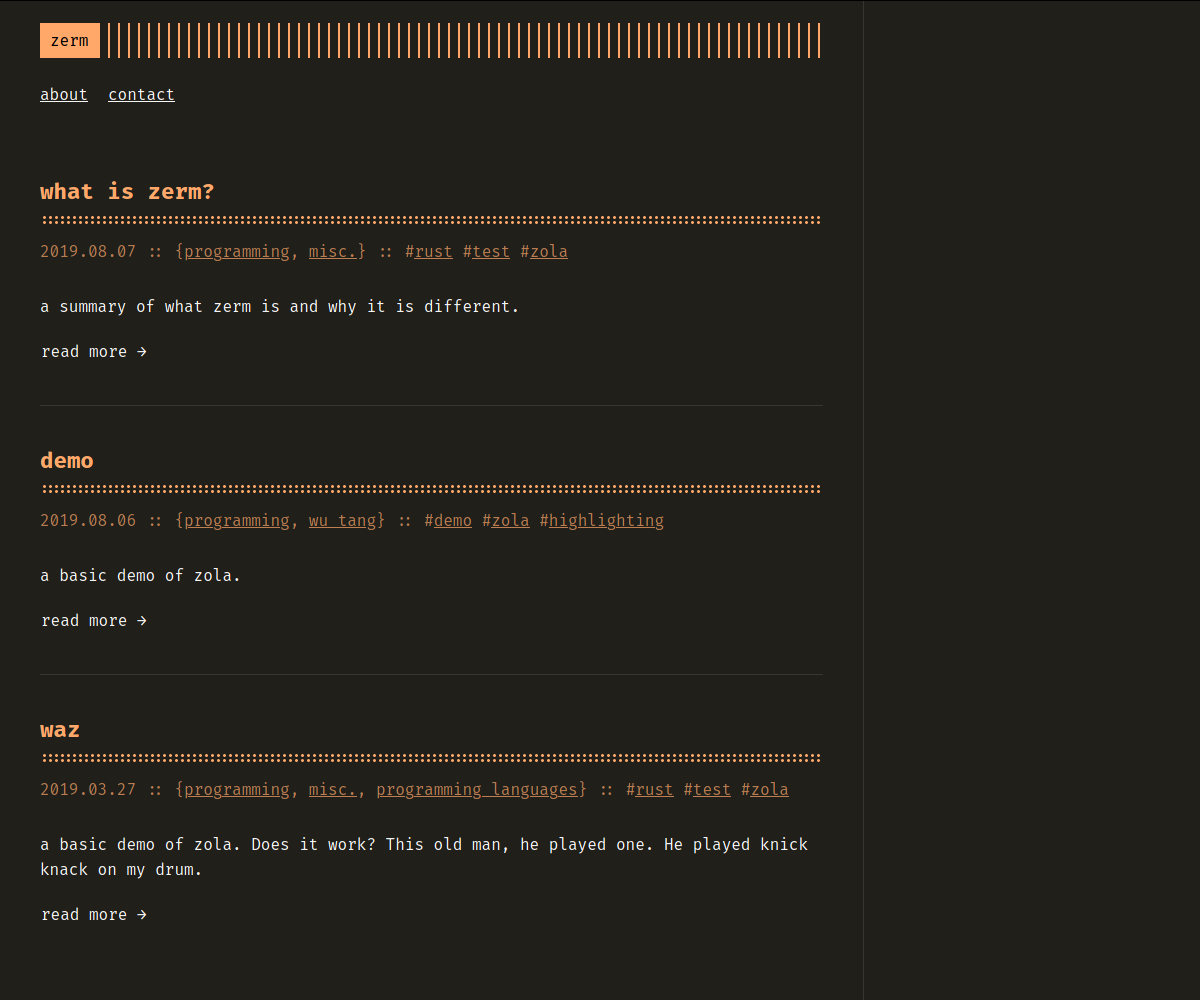 zerm
about contact
what is zerm?
2019.08.07 :: {programming, misc.} :: #rust #test #zola
a summary of what zerm is and why it is different.
read more →
demo
2019.08.06 :: {programming, wu tang} :: #demo #zola #highlighting
a basic demo of zola.
read more →
waz
2019.03.27 :: {programming, misc., programming languages} :: #rust #test #zola
a basic demo of zola. Does it work? This old man, he played one. He played knick
knack on my drum.
read more →